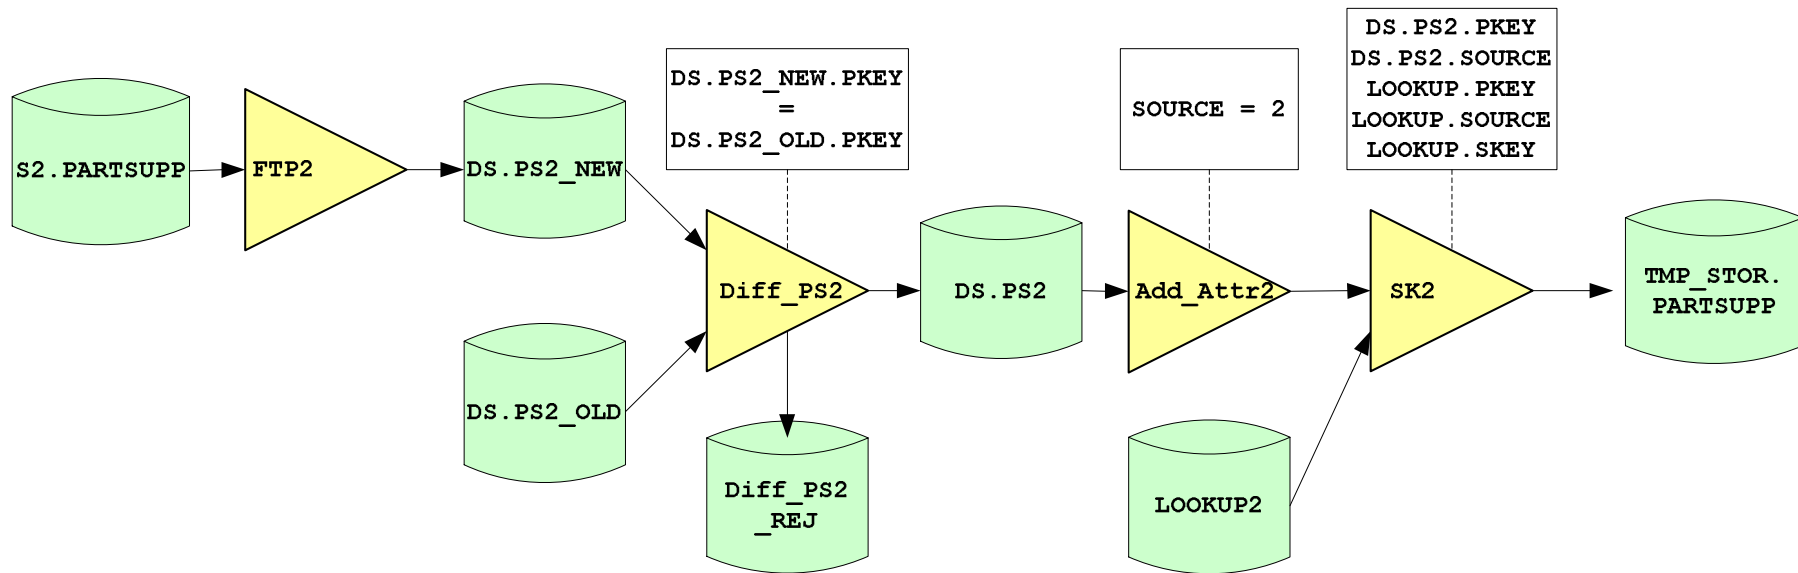 DS.PS2.PKEY
DS.PS2.SOURCE
LOOKUP.PKEY
LOOKUP.SOURCE
LOOKUP.SKEY
DS.PS2_NEW.PKEY
=
DS.PS2_OLD.PKEY
SOURCE = 2
S2.PARTSUPP
FTP2
DS.PS2_NEW
Diff_PS2
DS.PS2
Add_Attr2
SK2
TMP_STOR.
PARTSUPP
DS.PS2_OLD
Diff_PS2
_REJ
LOOKUP2